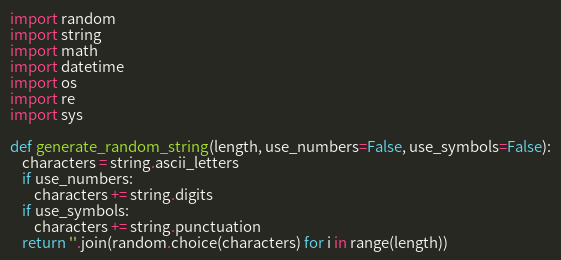 import random
import string
import math
import datetime
import os
import re
import sys

def generate_random_string(length, use_numbers=False, use_symbols=False):
    characters = string.ascii_letters
    if use_numbers:
        characters += string.digits
    if use_symbols:
        characters += string.punctuation
    return ''.join(random.choice(characters) for i in range(length))